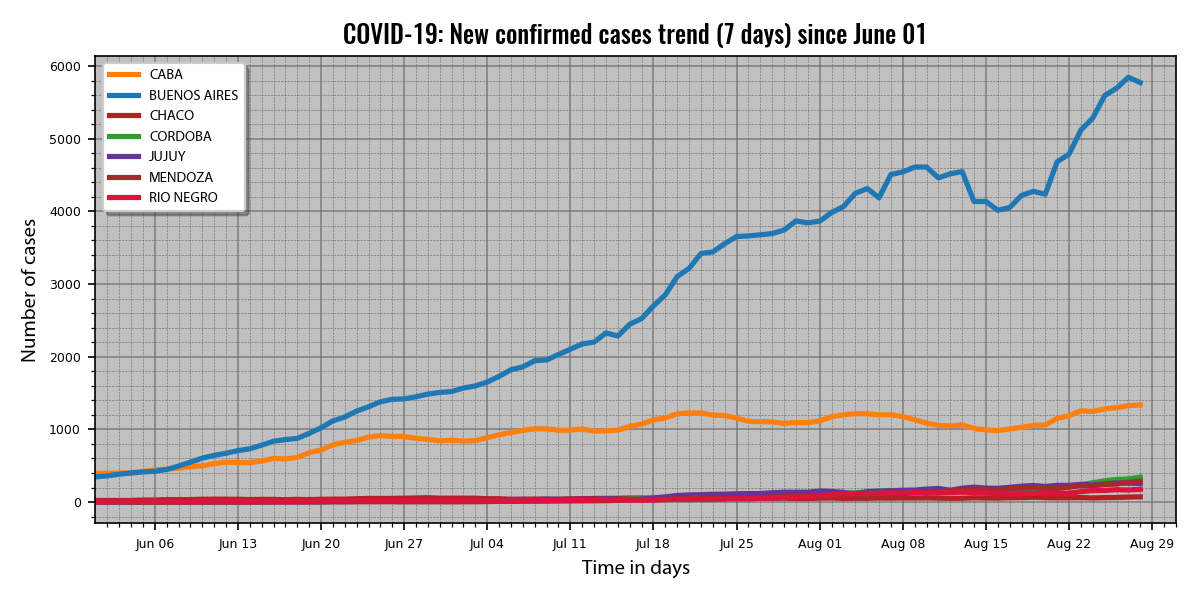 COVID-19: New confirmed cases trend (7 days) since June 01
6000
5000
4000
3000
2000
1000
0
Number of cases
CABA
BUENOS AIRES
CHACO
CORDOBA
JUJUY
MENDOZA
RIO NEGRO
Jun 06 Jun 13 Jun 20 Jun 27 Jul 04 Jul 11 Jul 18 Jul 25 Aug 01 Aug 08 Aug 15 Aug 22 Aug 29
Time in days